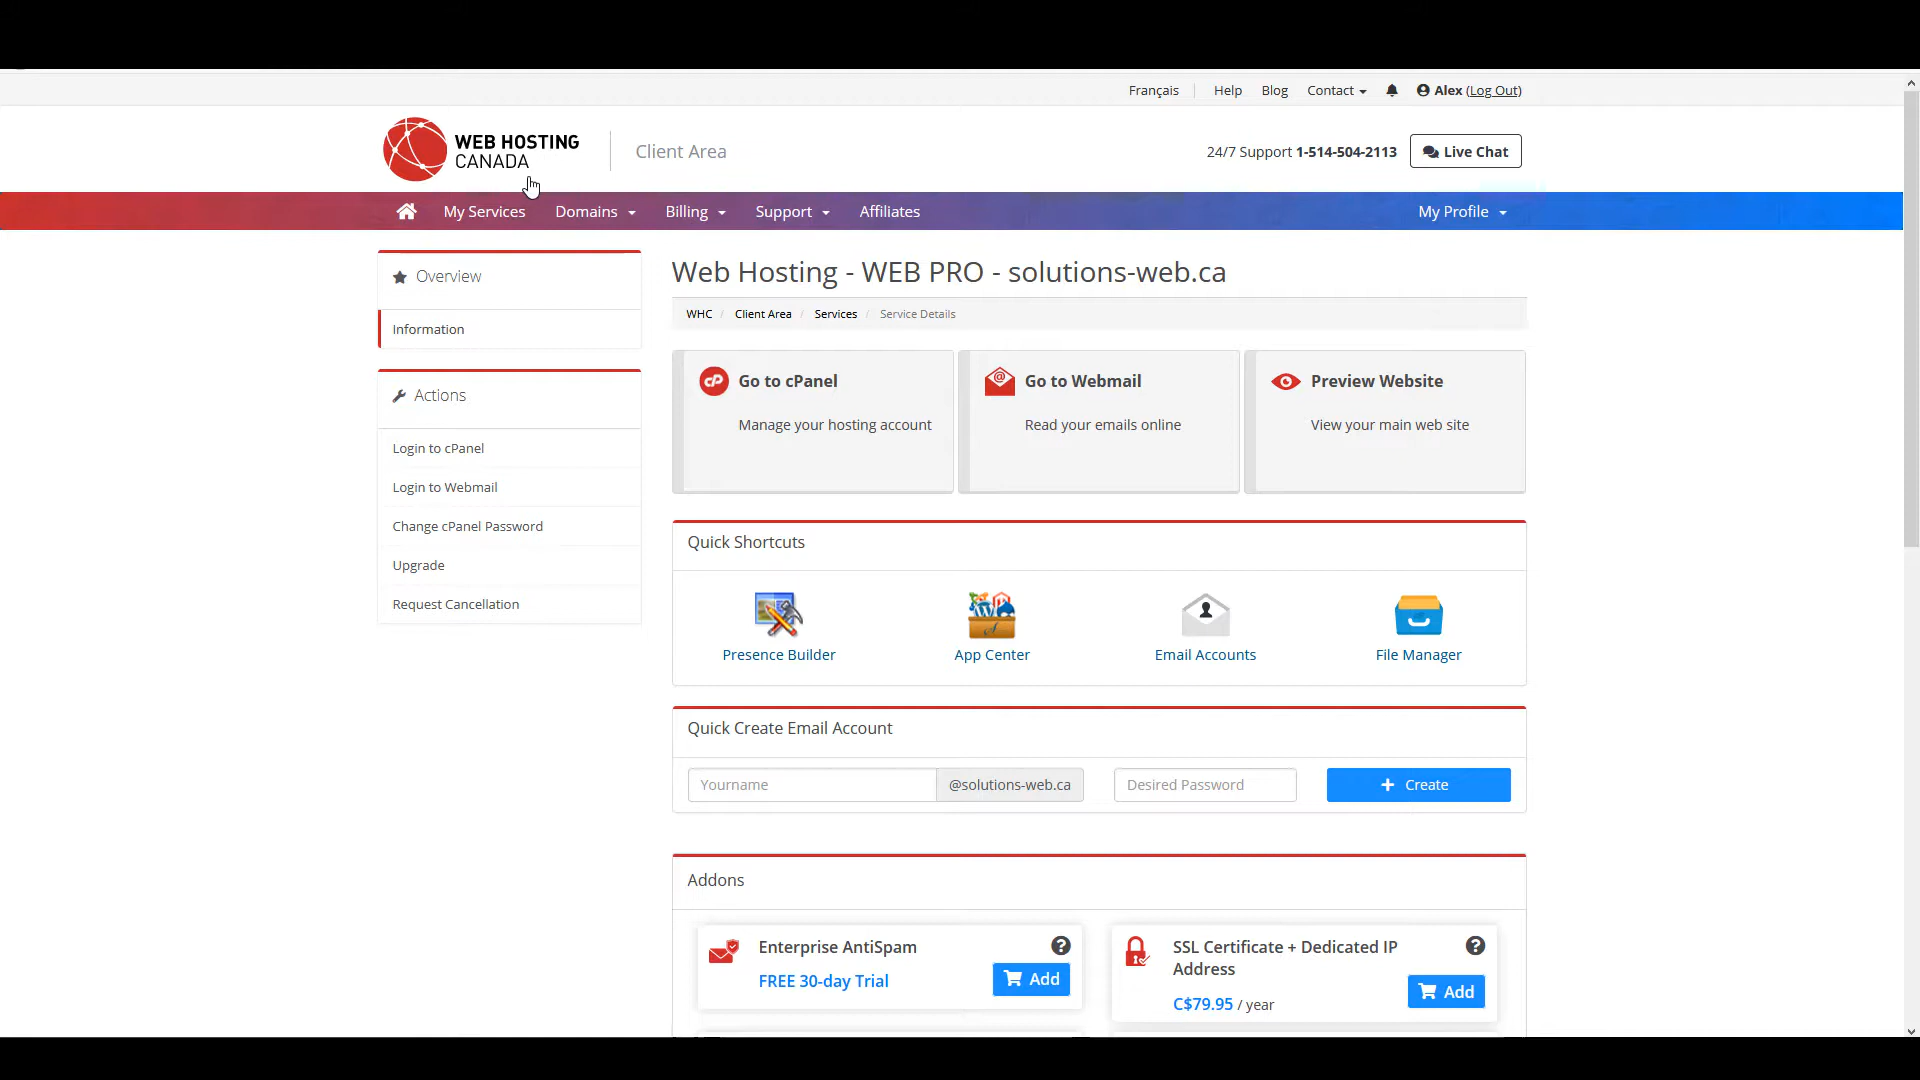 Français Help Blog Contact Alex (Log Out)
WEB HOSTING
CANADA
Client Area
24/7 Support 1-514-504-2113
Live Chat
My Services Domains Billing Support Affiliates My Profile
Overview
Information
Actions
Login to cPanel
Login to Webmail
Change cPanel Password
Upgrade
Request Cancellation
Web Hosting - WEB PRO - solutions-web.ca
WHC / Client Area / Services / Service Details
cP Go to cPanel
Manage your hosting account
@ Go to Webmail
Read your emails online
Preview Website
View your main web site
Quick Shortcuts
Presence Builder
App Center
Email Accounts
File Manager
Quick Create Email Account
Yourname @solutions-web.ca Desired Password + Create
Addons
Enterprise AntiSpam ?
FREE 30-day Trial Add
SSL Certificate + Dedicated IP ?
Address
C$79.95 / year Add